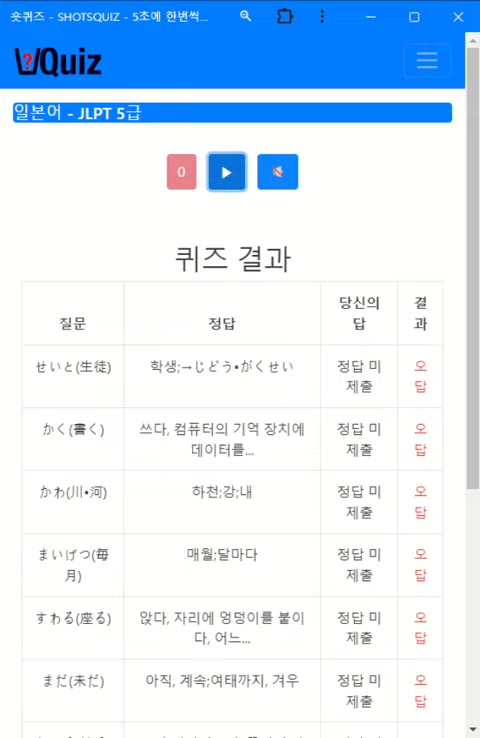 숏퀴즈 - SHOTSQUIZ - 5초에 한번씩...
?Quiz
일본어 - JLPT 5급
0
퀴즈 결과
질문 정답 당신의 답 결과
せいと(生徒) 학생;→じどう•がくせい 정답 미제출 오답
かく(書く) 쓰다, 컴퓨터의 기억 장치에 데이터를... 정답 미제출 오답
かわ(川•河) 하천;강;내 정답 미제출 오답
まいげつ(毎月) 매월;달마다 정답 미제출 오답
すわる(座る) 앉다, 자리에 엉덩이를 붙이다, 어느... 정답 미제출 오답
まだ(未だ) 아직, 계속;여태까지, 겨우 정답 미제출 오답